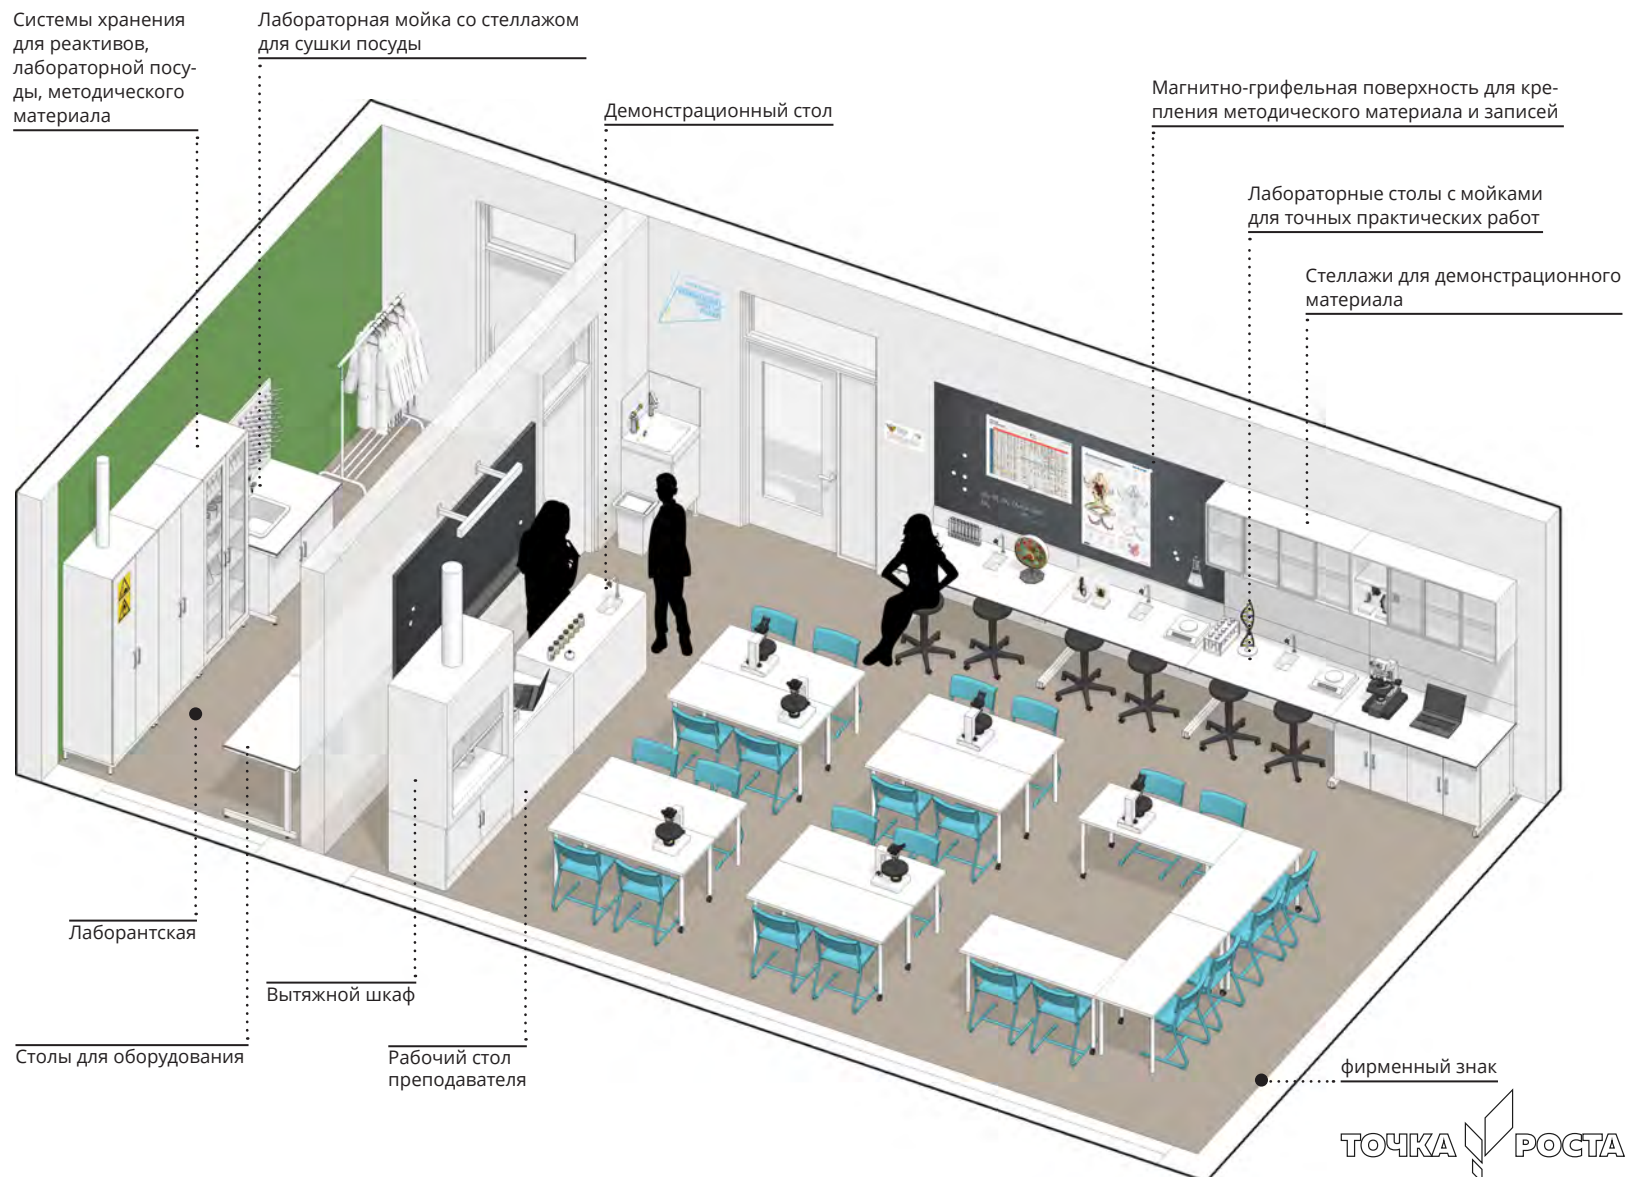 Системы хранения
для реактивов,
лабораторной посу-
ды, методического
материала
Лабораторная мойка со стеллажом
для сушки посуды
Демонстрационный стол
Магнитно-грифельная поверхность для кре-
пления методического материала и записей
Лабораторные столы с мойками
для точных практических работ
Стеллажи для демонстрационного
материала
Лаборантская
Вытяжной шкаф
Столы для оборудования
Рабочий стол
преподавателя
фирменный знак
ТОЧКА РОСТА